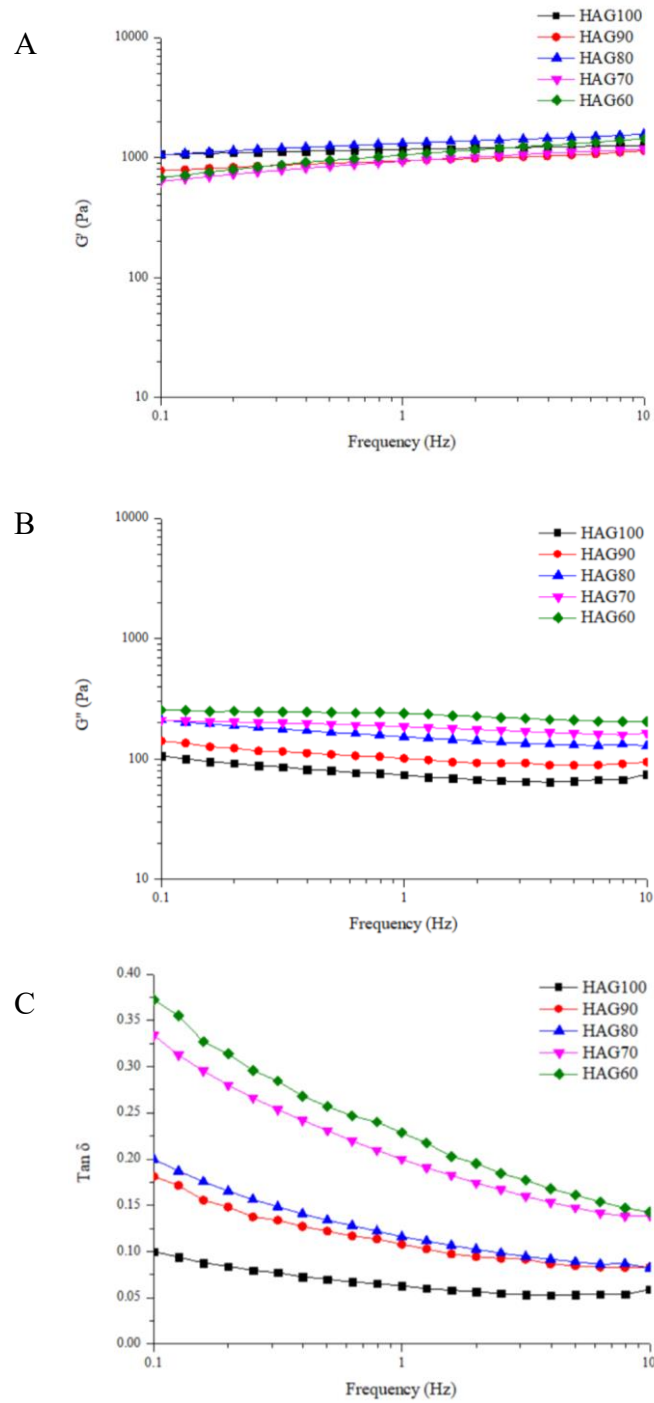 A
HAG100
HAG90
HAG80
HAG70
HAG60
10000
1000
100
10
G' (Pa)
0.1
1
10
Frequency (Hz)
B
HAG100
HAG90
HAG80
HAG70
HAG60
10000
1000
100
10
G" (Pa)
0.1
1
10
Frequency (Hz)
C
HAG100
HAG90
HAG80
HAG70
HAG60
0.40
0.35
0.30
0.25
0.20
0.15
0.10
0.05
0.00
Tan δ
0.1
1
10
Frequency (Hz)